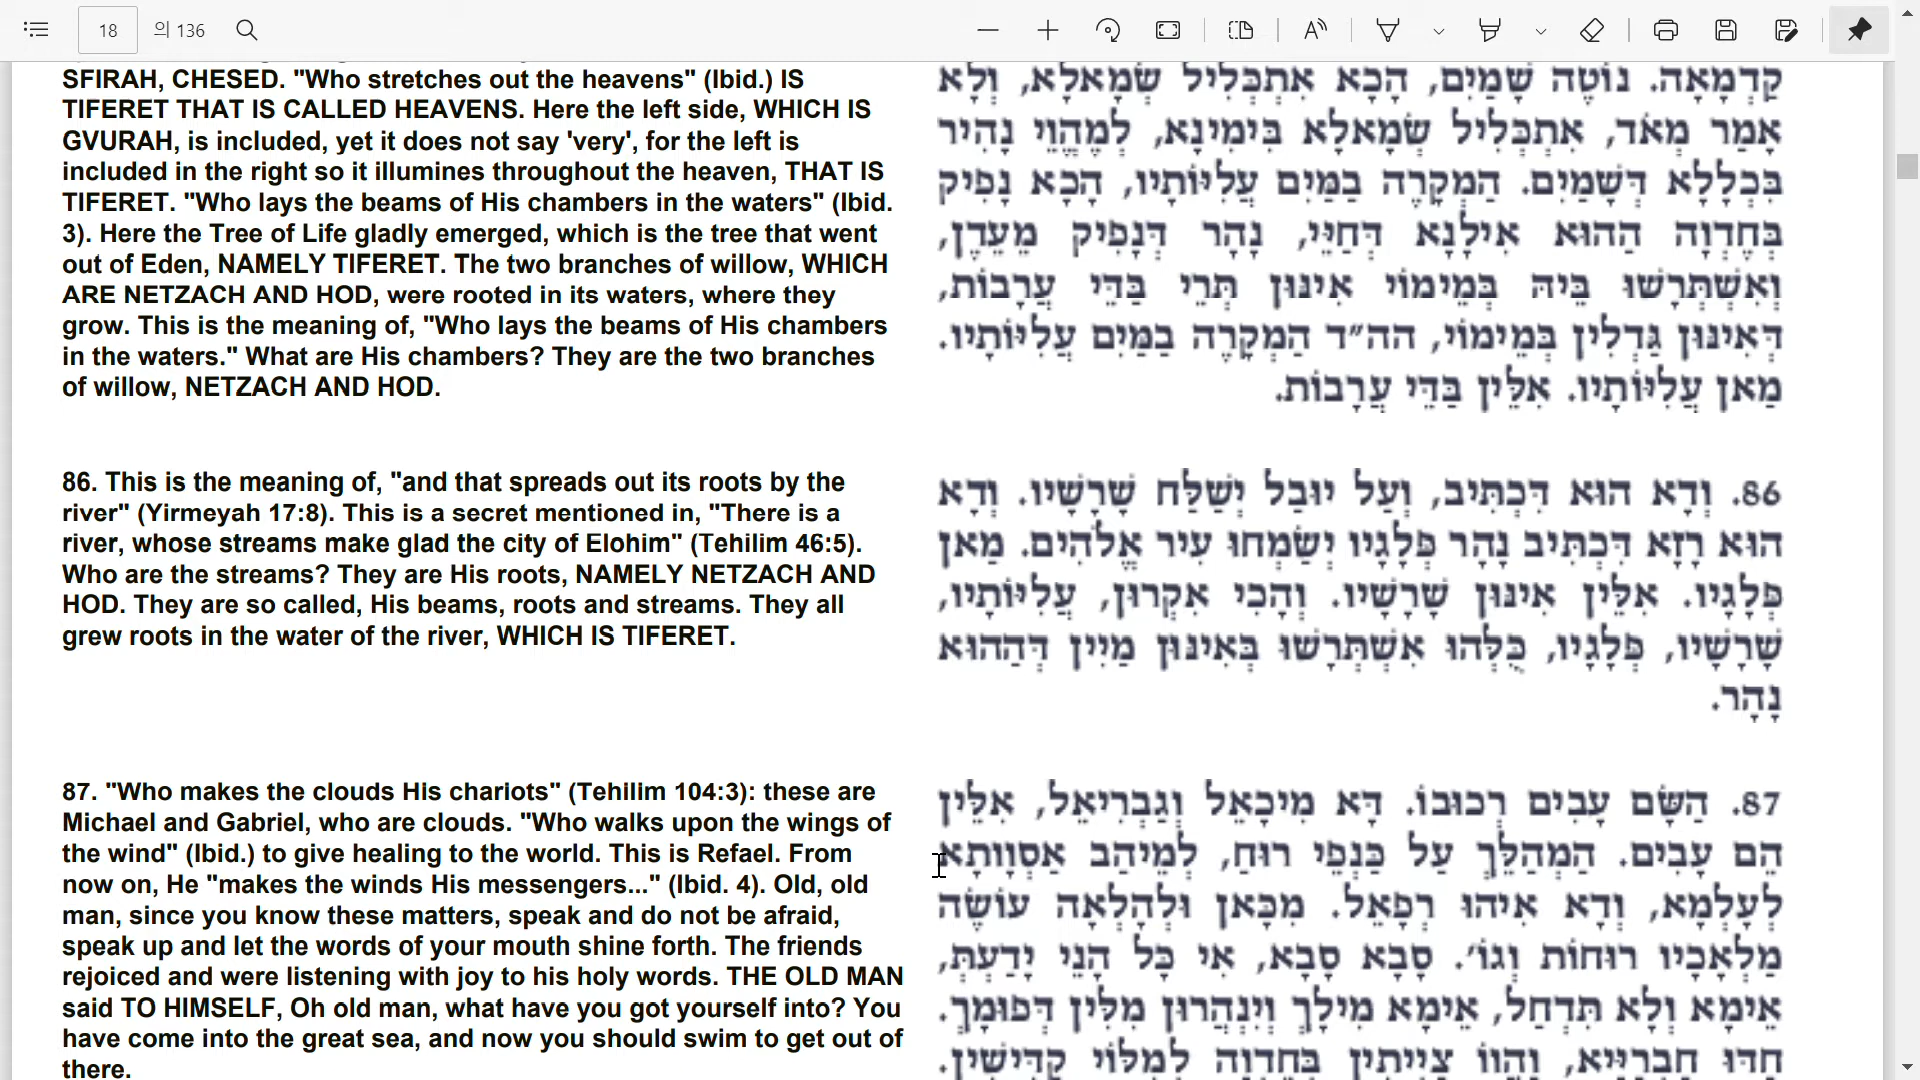 18
의 136
SFIRAH, CHESED. "Who stretches out the heavens" (Ibid.) IS
TIFERET THAT IS CALLED HEAVENS. Here the left side, WHICH IS
GVURAH, is included, yet it does not say 'very', for the left is
included in the right so it illumines throughout the heaven, THAT IS
TIFERET. "Who lays the beams of His chambers in the waters" (Ibid.
3). Here the Tree of Life gladly emerged, which is the tree that went
out of Eden, NAMELY TIFERET. The two branches of willow, WHICH
ARE NETZACH AND HOD, were rooted in its waters, where they
grow. This is the meaning of, "Who lays the beams of His chambers
in the waters." What are His chambers? They are the two branches
of willow, NETZACH AND HOD.
קַדְמָאָה. נוֹטֶה שָׁמַיִם, הָכָא אִתְכְּלִיל שְׂמָאלָא, וְלָא
אָמַר מְאֹד, אִתְכְּלִיל שְׂמָאלָא בִּימִינָא, לְמֶהֱוֵי נָהִיר
בִּכְלָלָא דְּשָׁמַיִם. הַמְקָרֶה בַמַּיִם עֲלִיּוֹתָיו, הָכָא נָפִיק
בְּחֶדְוָה הַהוּא אִילָנָא דְּחַיֵּי, נָהָר דְּנָפִיק מֵעֵדֶן,
וְאִשְׁתְּרָשׁוּ בֵּיהּ בְּמֵימוֹי אִינּוּן תְּרֵי בַּדֵּי עֲרָבוֹת,
דְּאִינּוּן גַּדְלִין בְּמֵימוֹי, הה״ד הַמְקָרֶה בַמַּיִם עֲלִיּוֹתָיו.
מַאן עֲלִיּוֹתָיו. אִלֵּין בַּדֵּי עֲרָבוֹת.
86. This is the meaning of, "and that spreads out its roots by the
river" (Yirmeyah 17:8). This is a secret mentioned in, "There is a
river, whose streams make glad the city of Elohim" (Tehilim 46:5).
Who are the streams? They are His roots, NAMELY NETZACH AND
HOD. They are so called, His beams, roots and streams. They all
grew roots in the water of the river, WHICH IS TIFERET.
86. וְדָא הוּא דִּכְתִּיב, וְעַל יוּבַל יְשַׁלַּח שָׁרָשָׁיו. וְדָא
הוּא רָזָא דִּכְתִּיב נָהָר פְּלָגָיו יְשַׂמְּחוּ עִיר אֱלֹהִים. מַאן
פְּלָגָיו. אִלֵּין אִינּוּן שָׁרָשָׁיו. וְהָכִי אִקְרוּן, עֲלִיּוֹתָיו,
שָׁרָשָׁיו, פְּלָגָיו, כֻּלְּהוּ אִשְׁתְּרָשׁוּ בְּאִינּוּן מַיִין דְּהַהוּא
נָהָר.
87. "Who makes the clouds His chariots" (Tehilim 104:3): these are
Michael and Gabriel, who are clouds. "Who walks upon the wings of
the wind" (Ibid.) to give healing to the world. This is Refael. From
now on, He "makes the winds His messengers..." (Ibid. 4). Old, old
man, since you know these matters, speak and do not be afraid,
speak up and let the words of your mouth shine forth. The friends
rejoiced and were listening with joy to his holy words. THE OLD MAN
said TO HIMSELF, Oh old man, what have you got yourself into? You
have come into the great sea, and now you should swim to get out of
there.
87. הַשָּׂם עָבִים רְכוּבוֹ. דָּא מִיכָאֵל וְגַבְרִיאֵל, אִלֵּין
הֵם עָבִים. הַמְהַלֵּךְ עַל כַּנְפֵי רוּחַ, לְמֵיהַב אַסְוָותָא
לְעָלְמָא, וְדָא אִיהוּ רְפָאֵל. מִכָּאן וּלְהָלְאָה עוֹשֶׂה
מַלְאָכָיו רוּחוֹת וְגוֹ׳. סָבָא סָבָא, אִי כָּל הָנֵי יָדַעַתְּ,
אֵימָא וְלָא תִּדְחַל, אֵימָא מִילָךְ וְיִנְהֲרוּן מִלִּין דְּפוּמָךְ.
חַדּוּ חַבְרַיָּיא, וַהֲווֹ צַיְיתִין בְּחֶדְוָה לְמִלּוֹי קַדִּישִׁין.